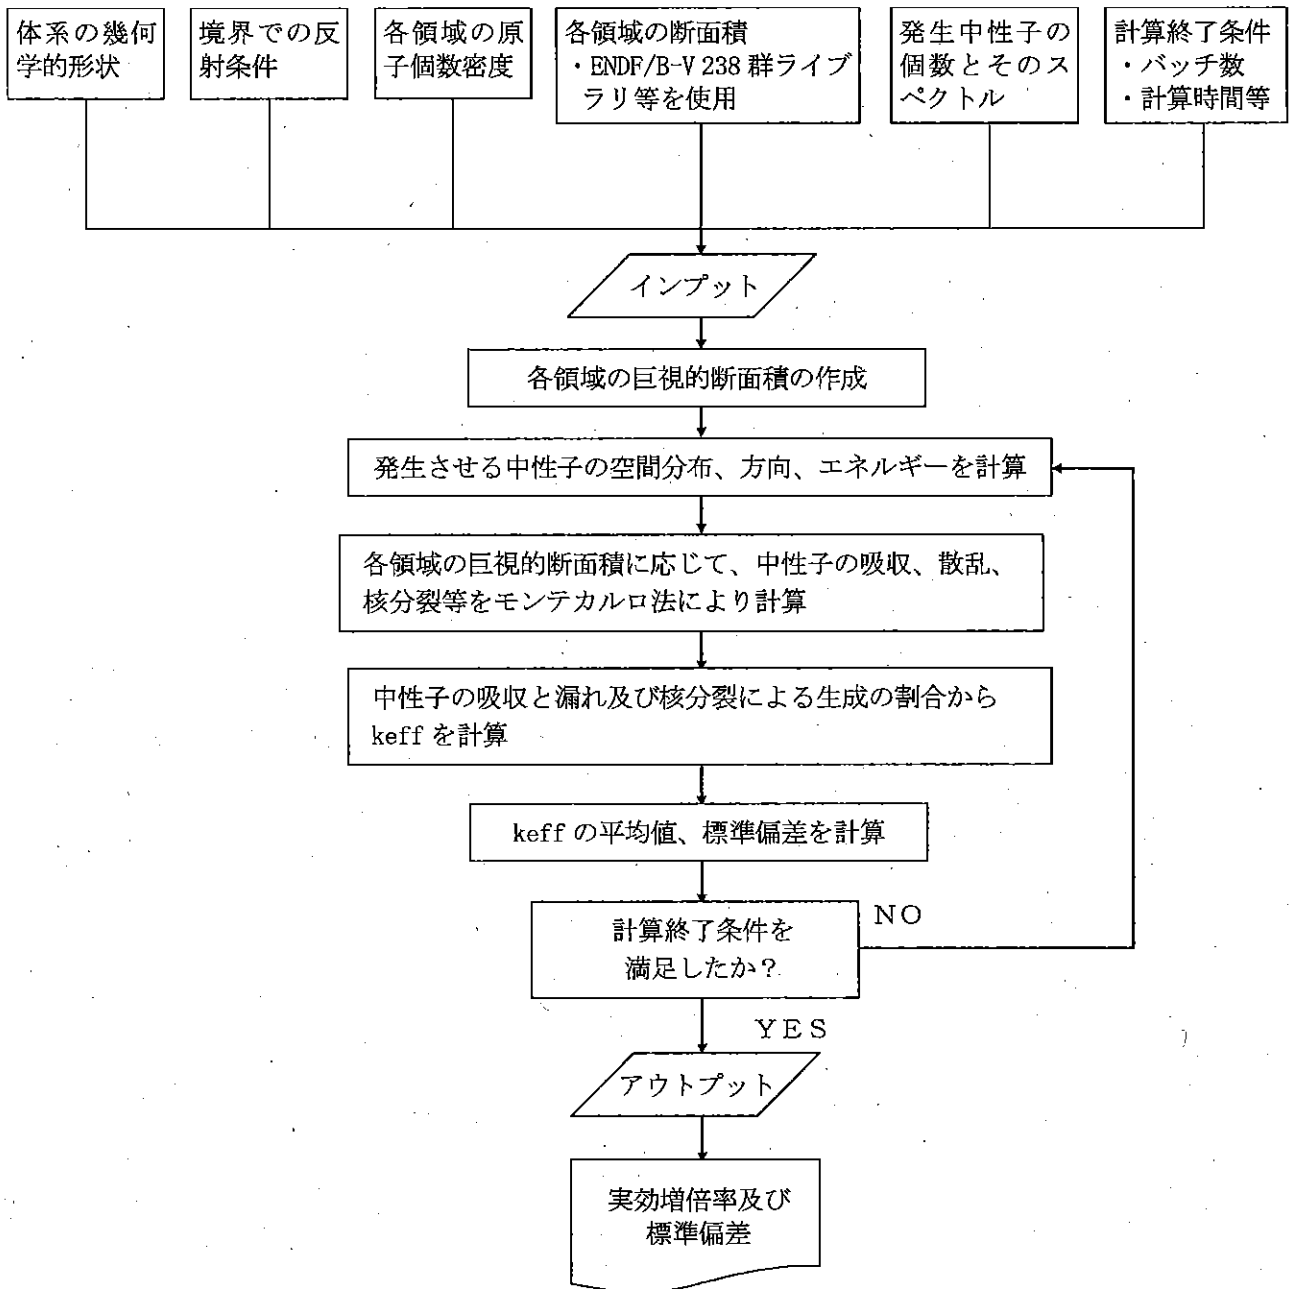 体系の幾何
学的形状
境界での反
射条件
各領域の原
子個数密度
各領域の断面積
・ENDF/B-V 238 群ライブ
ラリ等を使用
発生中性子の
個数とそのス
ペクトル
計算終了条件
・バッチ数
・計算時間等
インプット
各領域の巨視的断面積の作成
発生させる中性子の空間分布、方向、エネルギーを計算
各領域の巨視的断面積に応じて、中性子の吸収、散乱、
核分裂等をモンテカルロ法により計算
中性子の吸収と漏れ及び核分裂による生成の割合から
keff を計算
keff の平均値、標準偏差を計算
計算終了条件を
満足したか？
NO
YES
アウトプット
実効増倍率及び
標準偏差